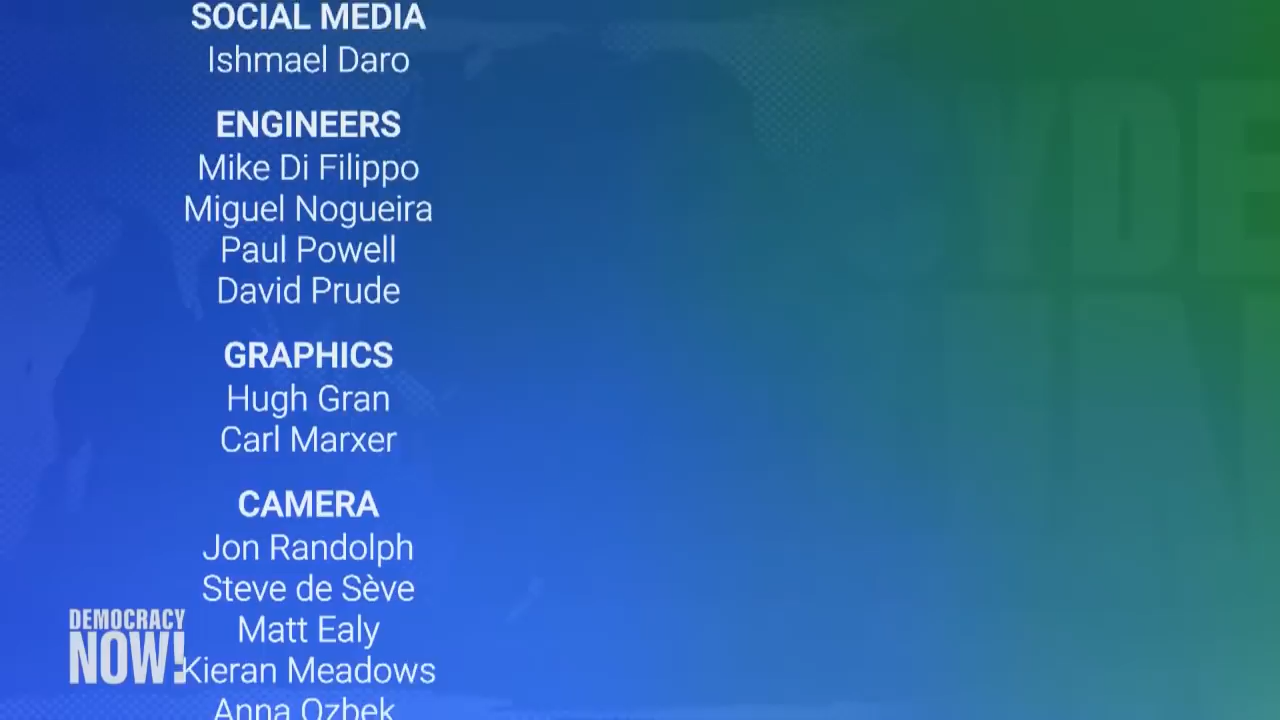 SOCIAL MEDIA
Ishmael Daro
ENGINEERS
Mike Di Filippo
Miguel Nogueira
Paul Powell
David Prude
GRAPHICS
Hugh Gran
Carl Marxer
CAMERA
Jon Randolph
Steve de Sève
Matt Ealy
Kieran Meadows
Anna Ozbek
DEMOCRACY
NOW!